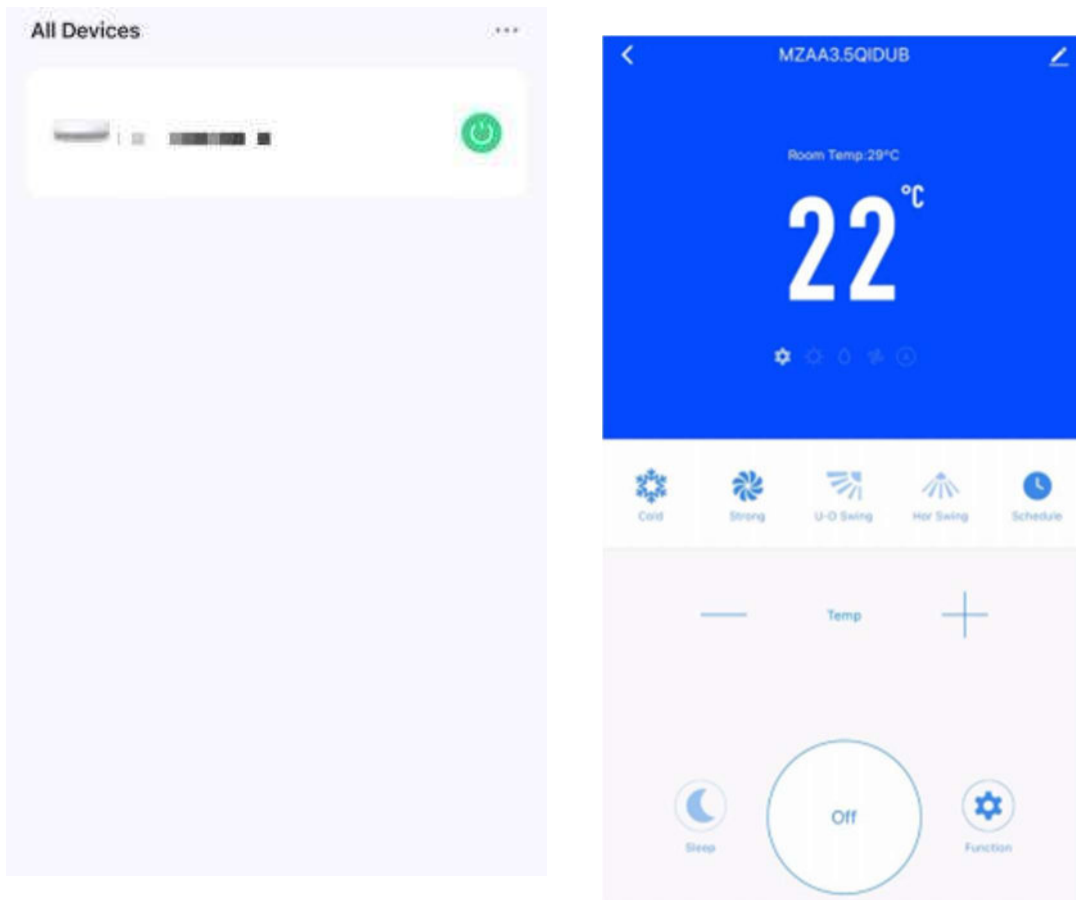 All Devices
MZAA3.5QIDUB
Room Temp:29°C
22°C
Cold
Strong
U-D Swing
Hor Swing
Schedule
Temp
Sleep
Off
Function